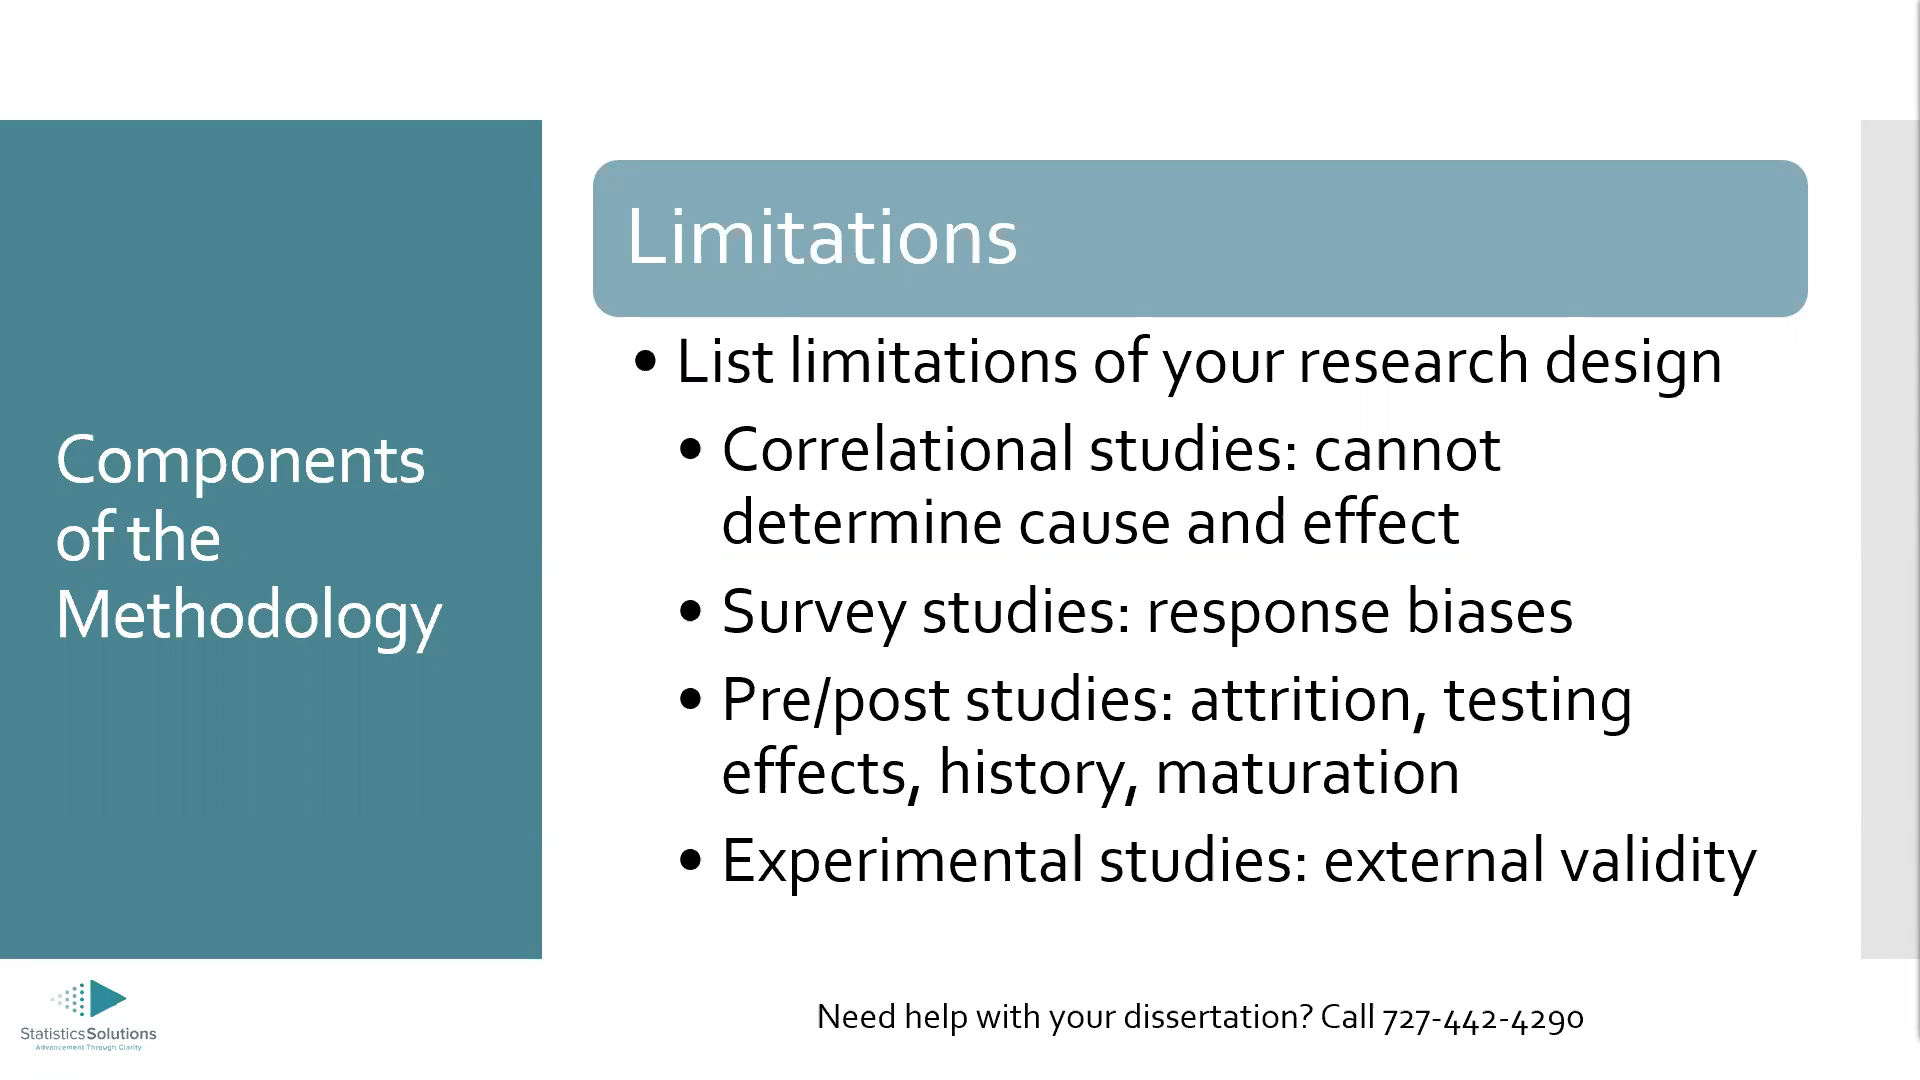 Components
of the
Methodology
Limitations
• List limitations of your research design
• Correlational studies: cannot
determine cause and effect
• Survey studies: response biases
• Pre/post studies: attrition, testing
effects, history, maturation
• Experimental studies: external validity
StatisticsSolutions
Advancement Through Clarity
Need help with your dissertation? Call 727-442-4290